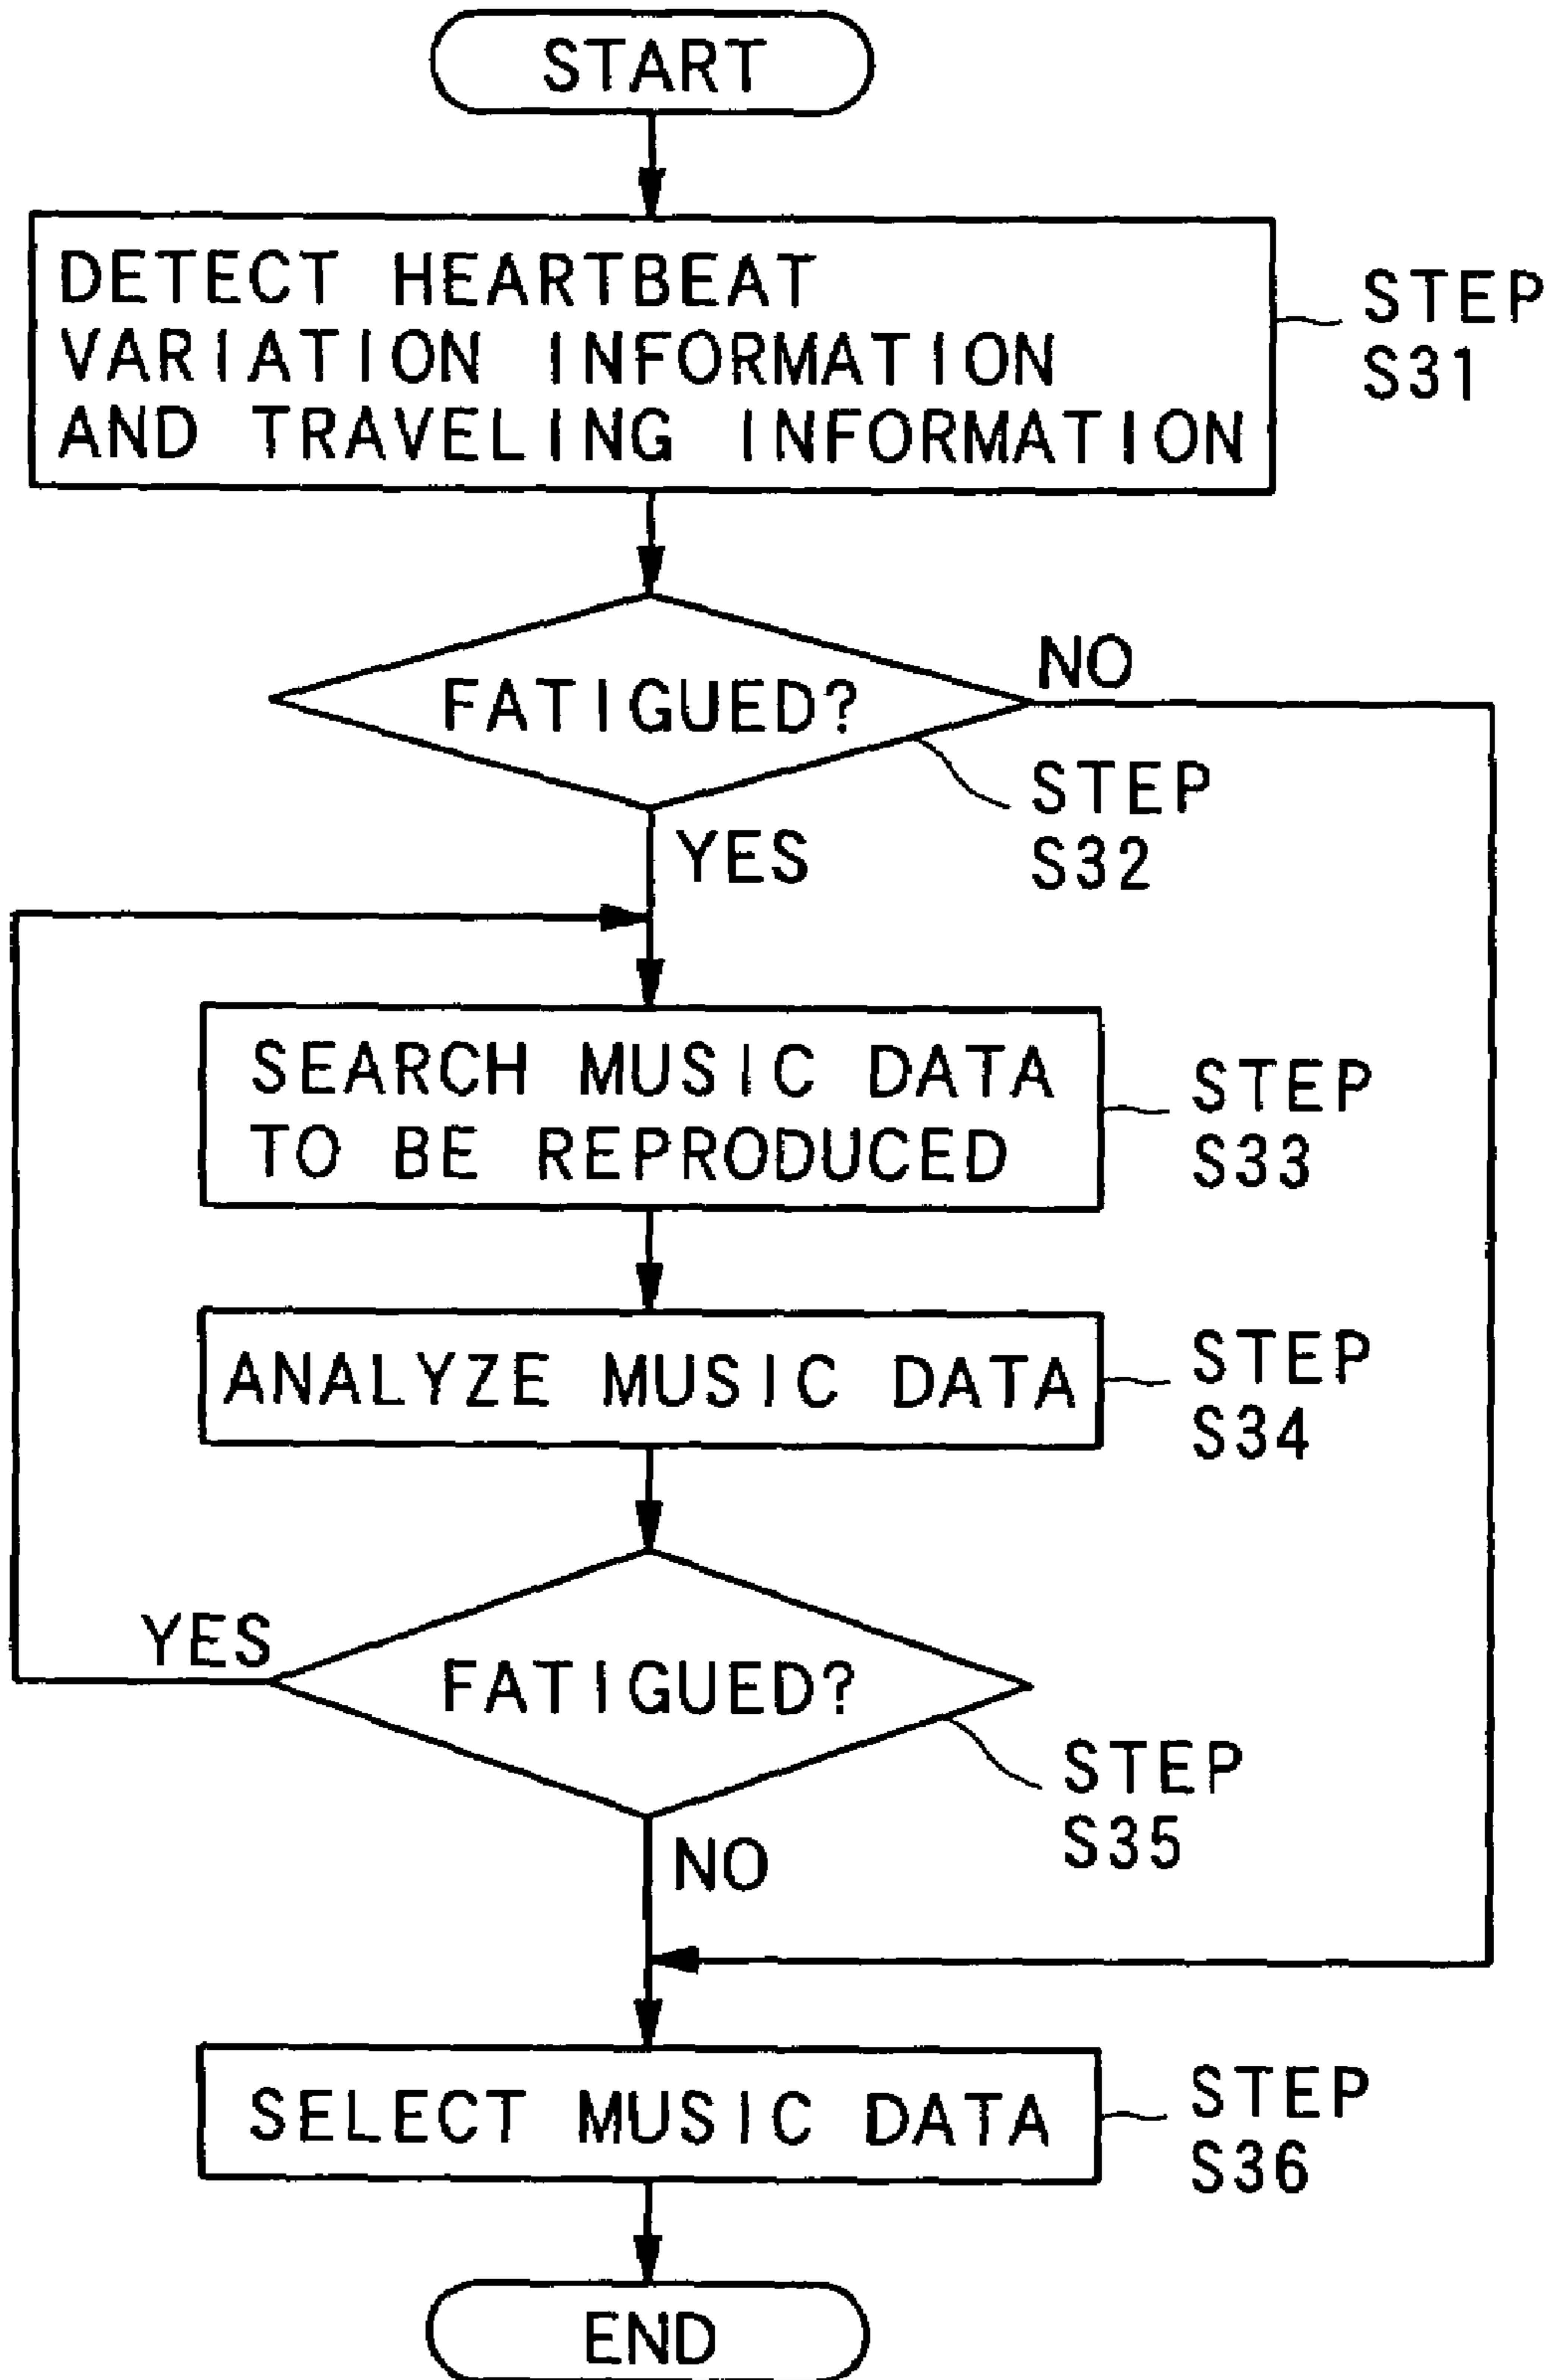 START
DETECT HEARTBEAT
VARIATION INFORMATION
AND TRAVELING INFORMATION
STEP
S31
FATIGUED?
NO
STEP
S32
YES
SEARCH MUSIC DATA
TO BE REPRODUCED
STEP
S33
ANALYZE MUSIC DATA
STEP
S34
YES
FATIGUED?
STEP
S35
NO
SELECT MUSIC DATA
STEP
S36
END